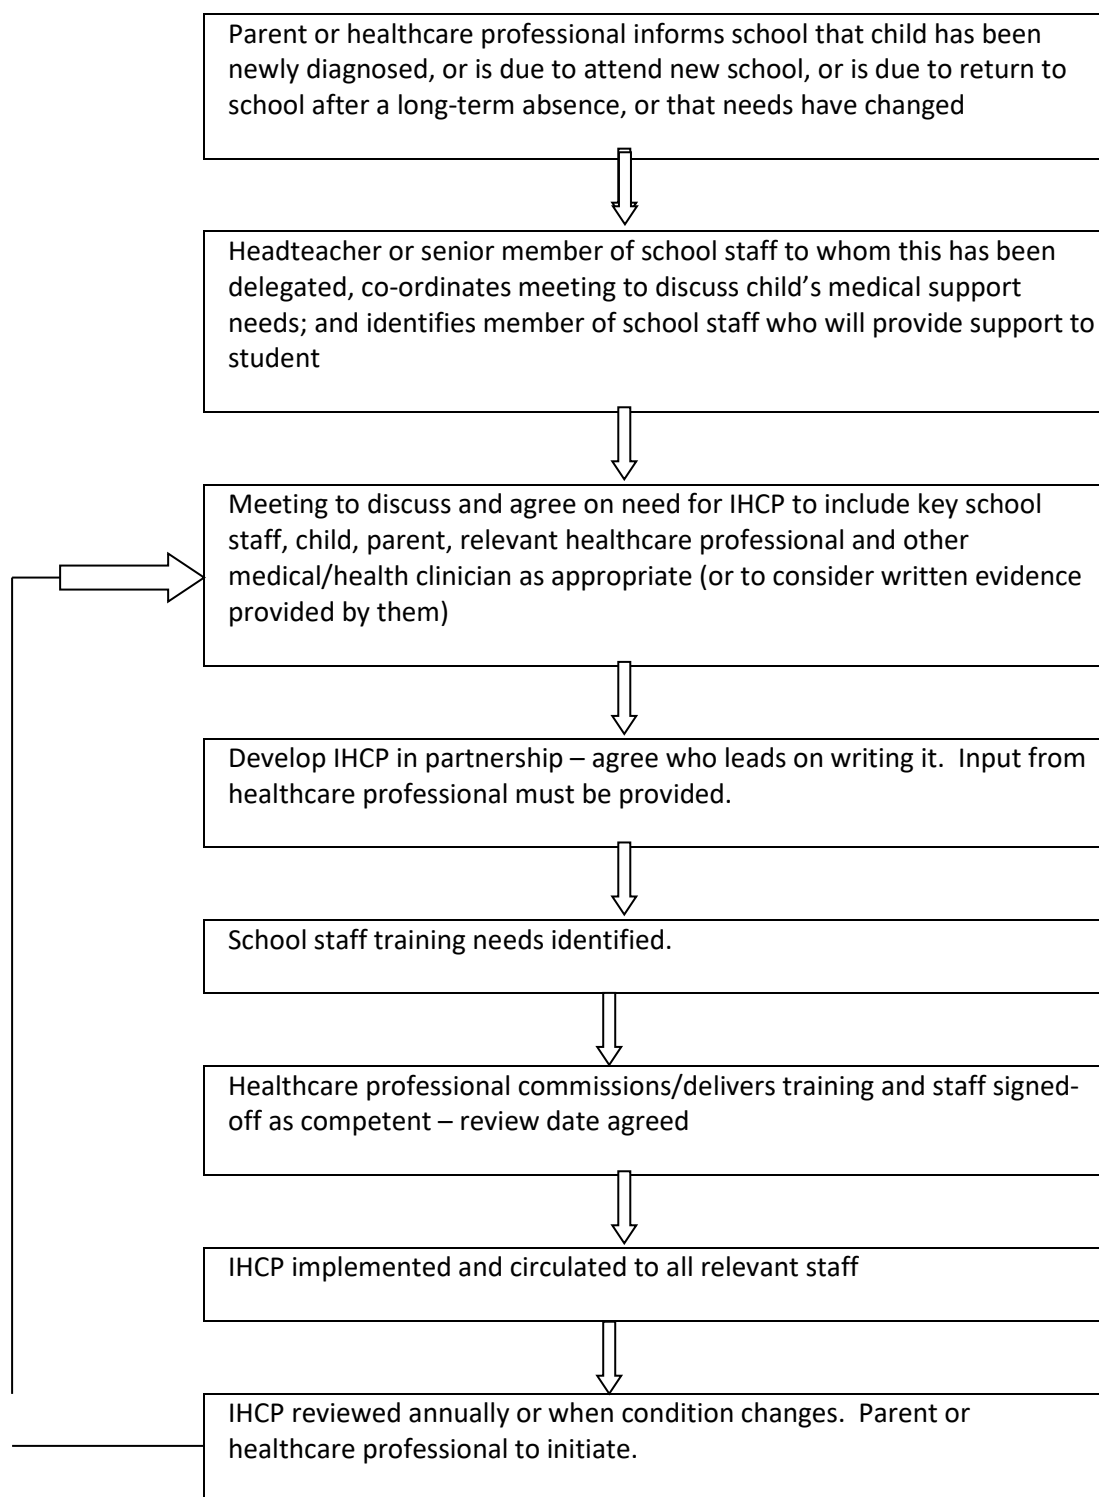 Parent or healthcare professional informs school that child has been
newly diagnosed, or is due to attend new school, or is due to return to
school after a long-term absence, or that needs have changed
Headteacher or senior member of school staff to whom this has been
delegated, co-ordinates meeting to discuss child’s medical support
needs; and identifies member of school staff who will provide support to
student
Meeting to discuss and agree on need for IHCP to include key school
staff, child, parent, relevant healthcare professional and other
medical/health clinician as appropriate (or to consider written evidence
provided by them)
Develop IHCP in partnership – agree who leads on writing it.  Input from
healthcare professional must be provided.
School staff training needs identified.
Healthcare professional commissions/delivers training and staff signed-
off as competent – review date agreed
IHCP implemented and circulated to all relevant staff
IHCP reviewed annually or when condition changes.  Parent or
healthcare professional to initiate.